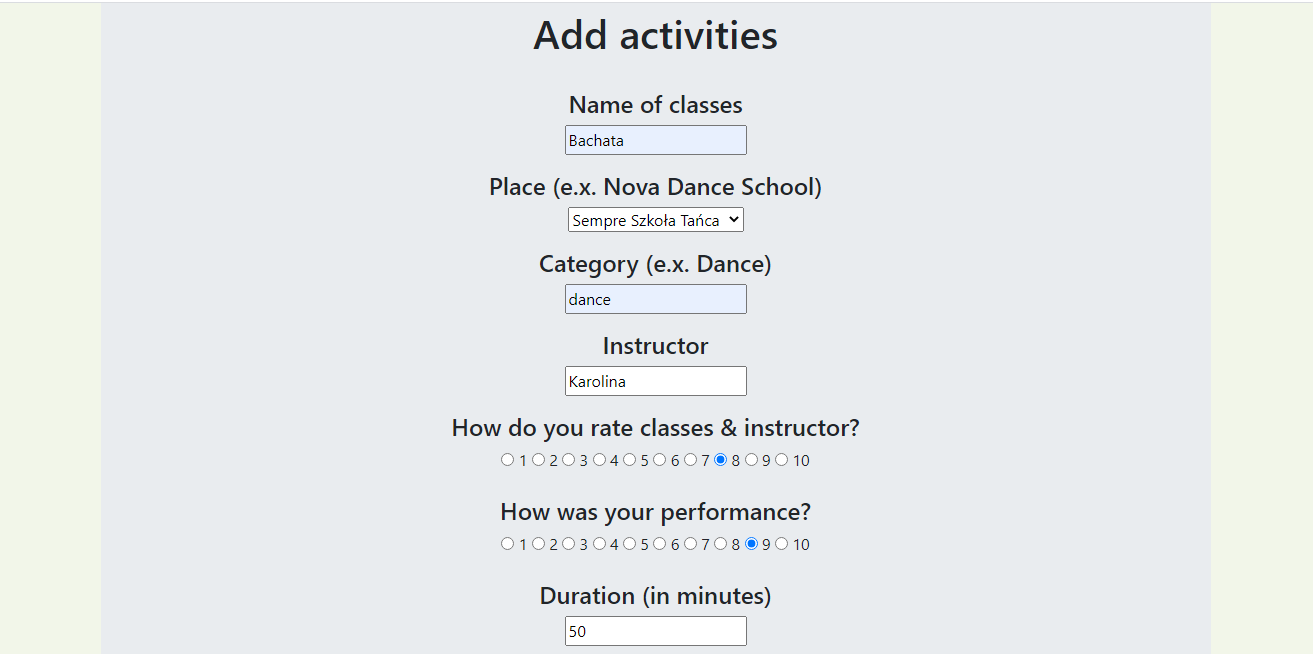 Add activities
Name of classes
Bachata
Place (e.x. Nova Dance School)
Sempre Szkoła Tańca
Category (e.x. Dance)
dance
Instructor
Karolina
How do you rate classes & instructor?
1 2 3 4 5 6 7 8 9 10
How was your performance?
1 2 3 4 5 6 7 8 9 10
Duration (in minutes)
50